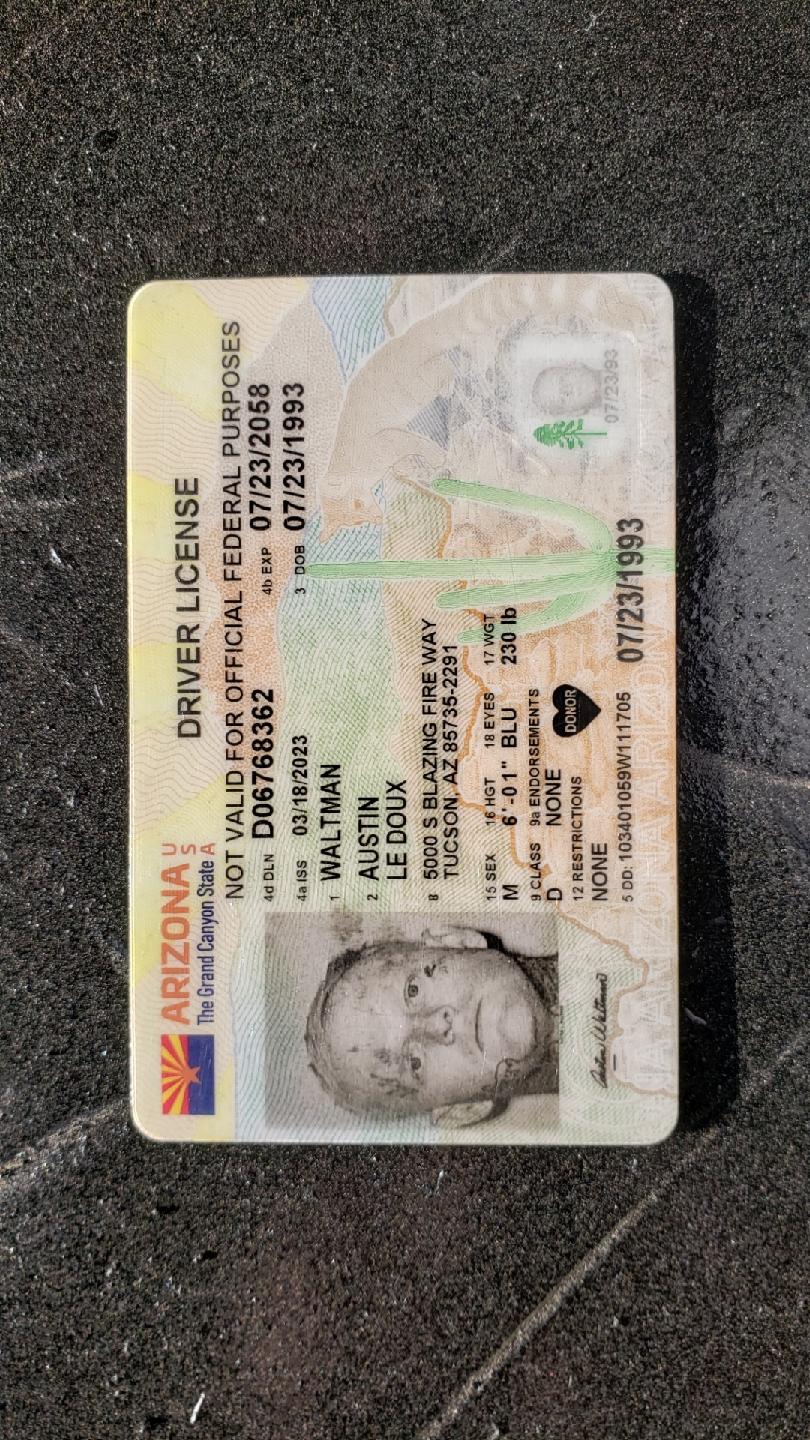 ARIZONA USA
The Grand Canyon State
DRIVER LICENSE
NOT VALID FOR OFFICIAL FEDERAL PURPOSES
4d DLN D06768362
4b EXP 07/23/2058
4a ISS 03/18/2023
3 DOB 07/23/1993
1 WALTMAN
2 AUSTIN
LE DOUX
8 5000 S BLAZING FIRE WAY
TUCSON, AZ 85735-2291
15 SEX 16 HGT 18 EYES 17 WGT
M 6'-01" BLU 230 lb
9 CLASS 9a ENDORSEMENTS
D NONE
DONOR
12 RESTRICTIONS
NONE
5 DD: 103401059W111705
07/23/1993
07/23/93
Austin Waltman